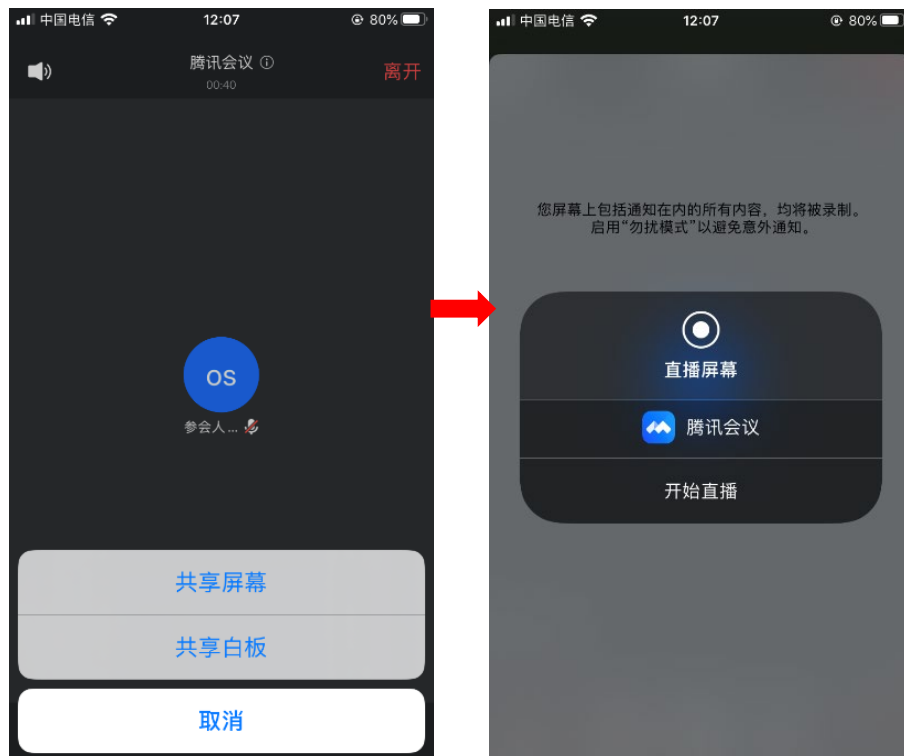 中国电信 12:07 80%
腾讯会议
00:40
离开
OS
参会人...
共享屏幕
共享白板
取消
中国电信 12:07 80%
您屏幕上包括通知在内的所有内容，均将被录制。
启用“勿扰模式”以避免意外通知。
直播屏幕
腾讯会议
开始直播